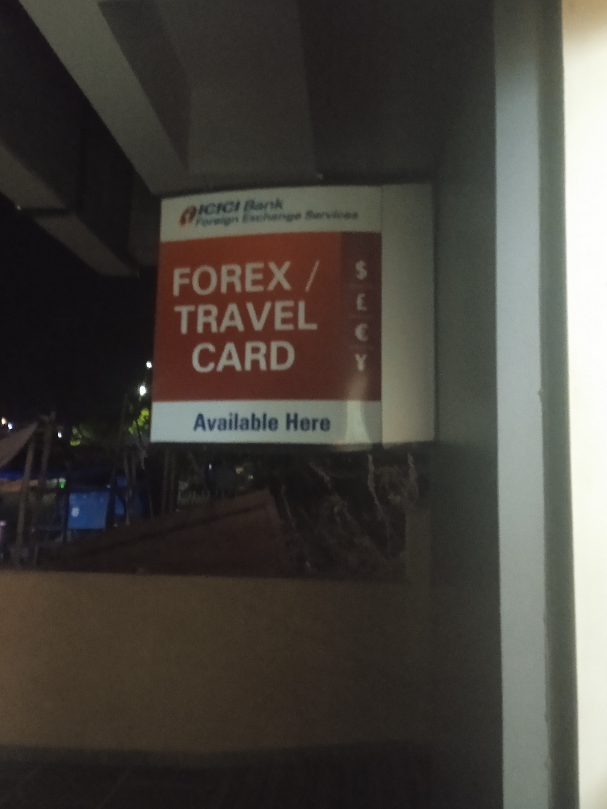 ICICI Bank
Foreign Exchange Services
FOREX /
TRAVEL
CARD
$
£
€
¥
Available Here